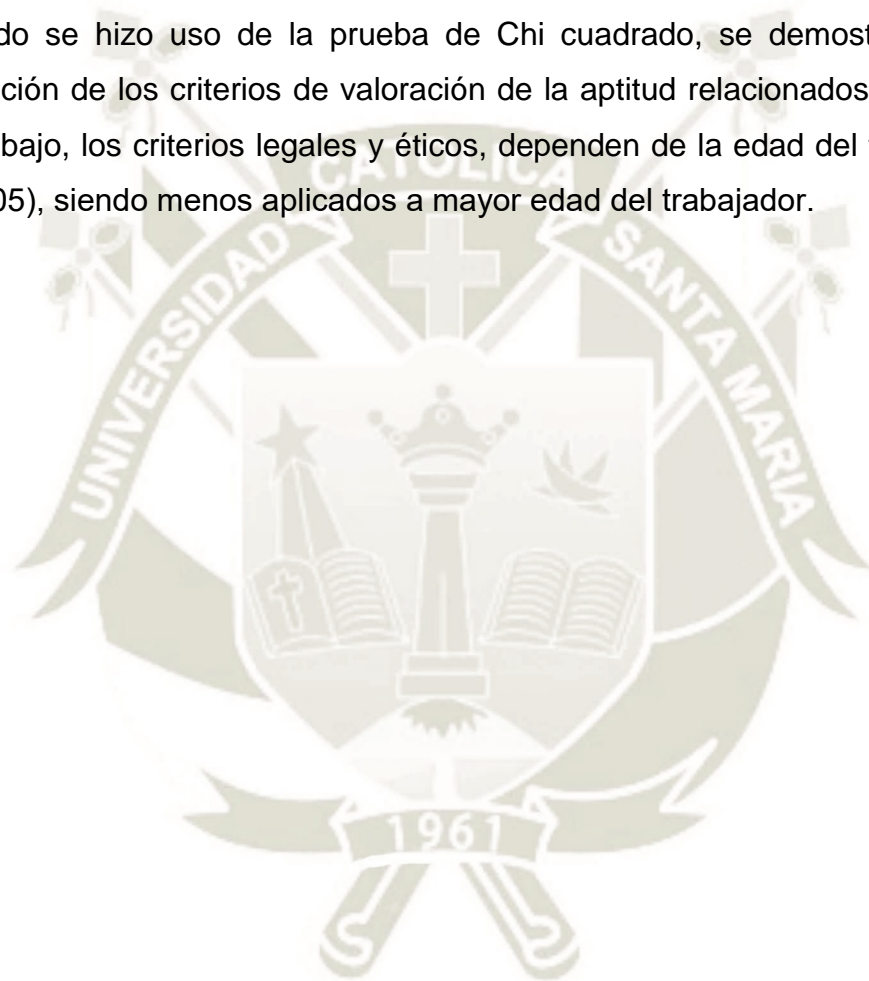 do se hizo uso de la prueba de Chi cuadrado, se demost
ción de los criterios de valoración de la aptitud relacionados
bajo, los criterios legales y éticos, dependen de la edad del
05), siendo menos aplicados a mayor edad del trabajador.
UNIVERSIDAD CATOLICA SANTA MARIA
1961